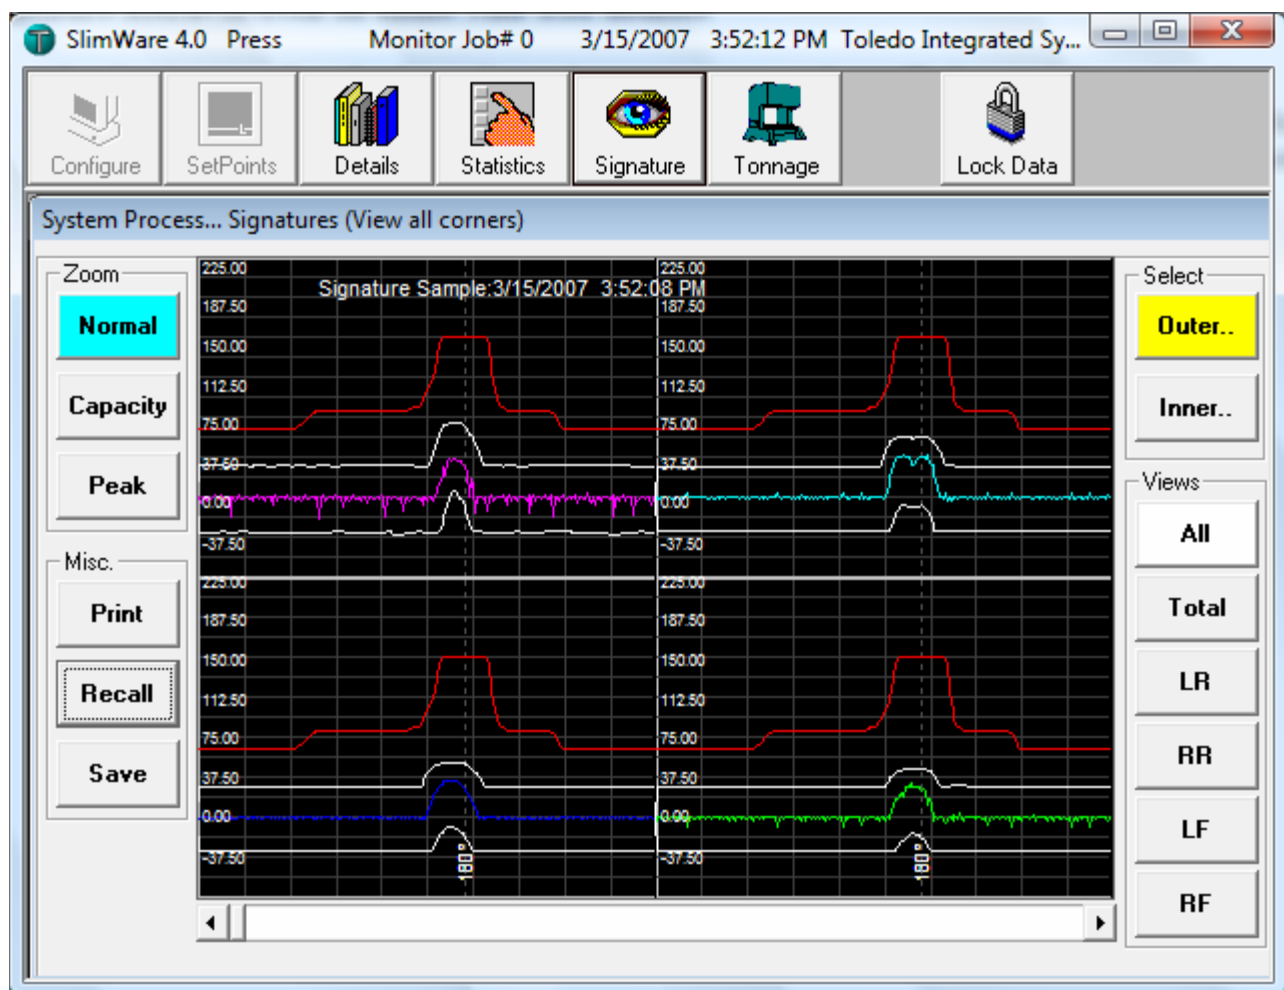 SlimWare 4.0 Press Monitor Job# 0 3/15/2007 3:52:12 PM Toledo Integrated Sy...
Configure SetPoints Details Statistics Signature Tonnage Lock Data
System Process... Signatures (View all corners)
Zoom
Normal
Capacity
Peak
Misc.
Print
Recall
Save
Signature Sample:3/15/2007 3:52:08 PM
225.00
187.50
150.00
112.50
75.00
37.50
0.00
-37.50
225.00
187.50
150.00
112.50
75.00
37.50
0.00
-37.50
225.00
187.50
150.00
112.50
75.00
37.50
0.00
-37.50
180°
225.00
187.50
150.00
112.50
75.00
37.50
0.00
-37.50
180°
Select
Outer..
Inner..
Views
All
Total
LR
RR
LF
RF